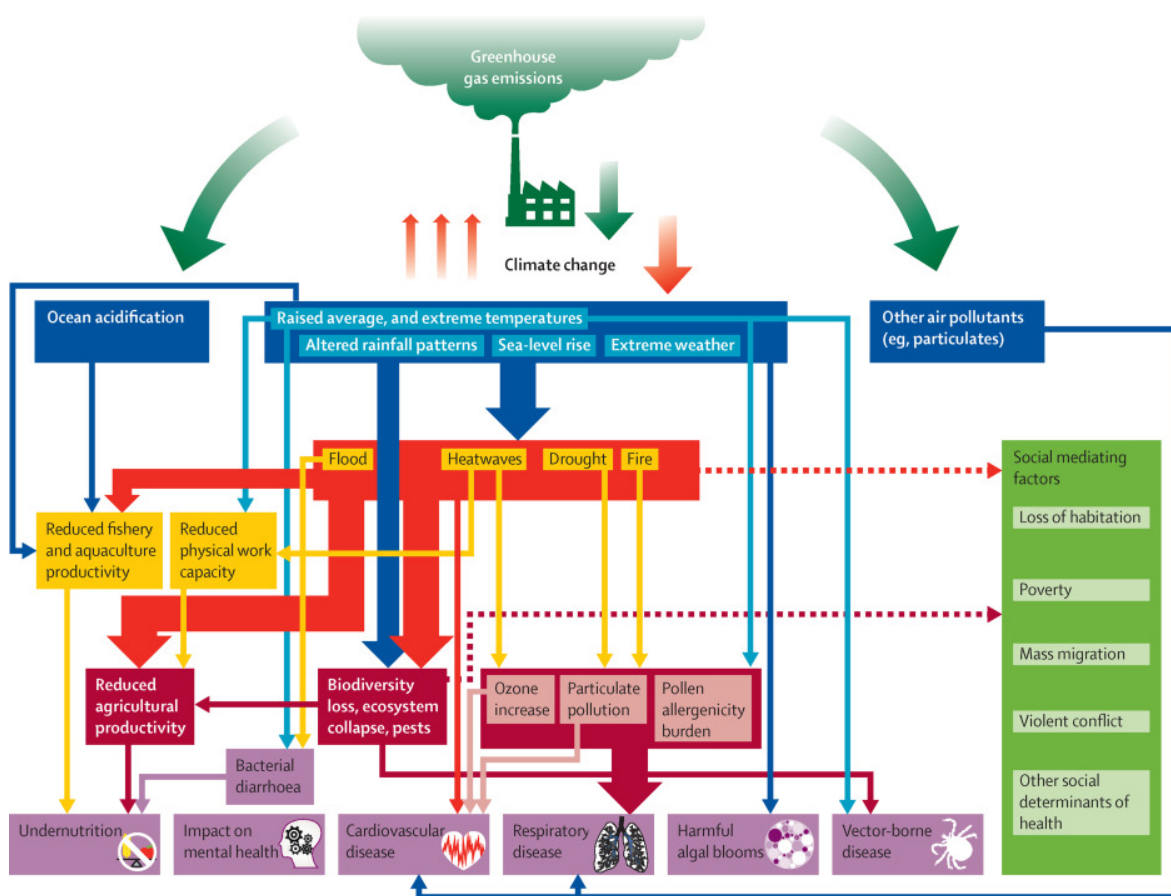 Greenhouse
gas emissions
Climate change
Ocean acidification
Raised average, and extreme temperatures
Altered rainfall patterns
Sea-level rise
Extreme weather
Other air pollutants
(eg, particulates)
Flood
Heatwaves
Drought
Fire
Social mediating
factors
Loss of habitation
Poverty
Mass migration
Violent conflict
Other social
determinants of
health
Reduced fishery
and aquaculture
productivity
Reduced
physical work
capacity
Reduced
agricultural
productivity
Biodiversity
loss, ecosystem
collapse, pests
Ozone
increase
Particulate
pollution
Pollen
allergenicity
burden
Bacterial
diarrhoea
Undernutrition
Impact on
mental health
Cardiovascular
disease
Respiratory
disease
Harmful
algal blooms
Vector-borne
disease